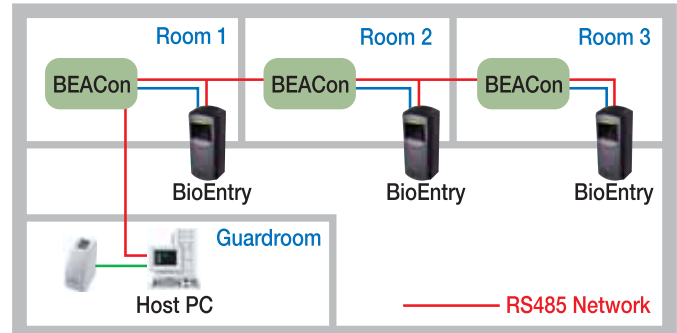 Room 1
Room 2
Room 3
BEACon
BEACon
BEACon
BioEntry
BioEntry
BioEntry
Guardroom
Host PC
RS485 Network